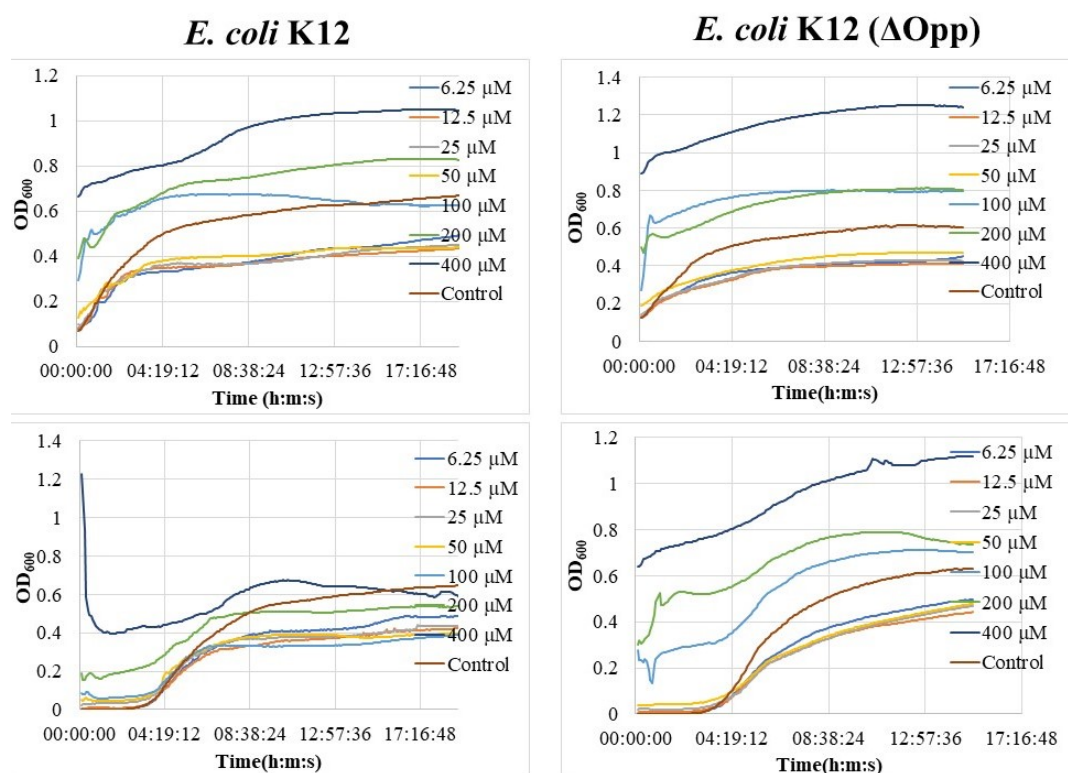 E. coli K12
E. coli K12 (ΔOpp)
1.2
1
0.8
0.6
0.4
0.2
0
OD600
00:00:00 04:19:12 08:38:24 12:57:36 17:16:48
Time (h:m:s)
6.25 µM
12.5 µM
25 µM
50 µM
100 µM
200 µM
400 µM
Control
1.4
1.2
1
0.8
0.6
0.4
0.2
0
OD600
00:00:00 04:19:12 08:38:24 12:57:36 17:16:48
Time(h:m:s)
6.25 µM
12.5 µM
25 µM
50 µM
100 µM
200 µM
400 µM
Control
1.4
1.2
1
0.8
0.6
0.4
0.2
0
OD600
00:00:00 04:19:12 08:38:24 12:57:36 17:16:48
Time(h:m:s)
6.25 µM
12.5 µM
25 µM
50 µM
100 µM
200 µM
400 µM
Control
1.2
1
0.8
0.6
0.4
0.2
0
OD600
00:00:00 04:19:12 08:38:24 12:57:36 17:16:48
Time(h:m:s)
6.25 µM
12.5 µM
25 µM
50 µM
100 µM
200 µM
400 µM
Control